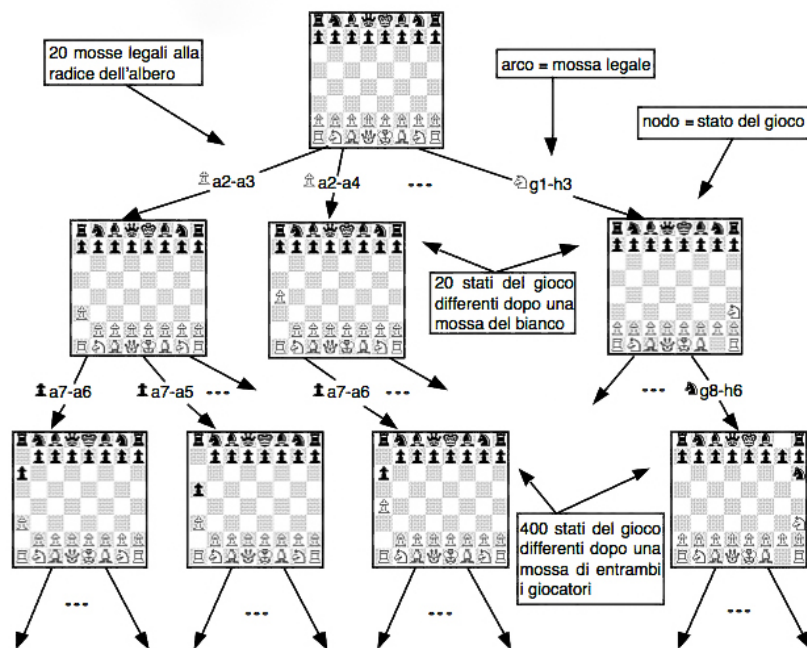 20 mosse legali alla
radice dell'albero
arco = mossa legale
nodo = stato del gioco
♙a2-a3
♙a2-a4
---
♘g1-h3
20 stati del gioco
differenti dopo una
mossa del bianco
♟a7-a6
♟a7-a5
---
♟a7-a6
---
---
♞g8-h6
400 stati del gioco
differenti dopo una
mossa di entrambi
i giocatori
---
---
---
---